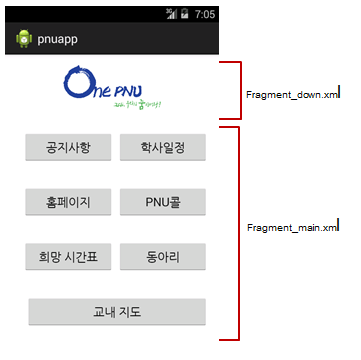 3G 7:05
pnuapp
One PNU
Fragment_down.xml
공지사항 학사일정
홈페이지 PNU콜
Fragment_main.xml
희망 시간표 동아리
교내 지도